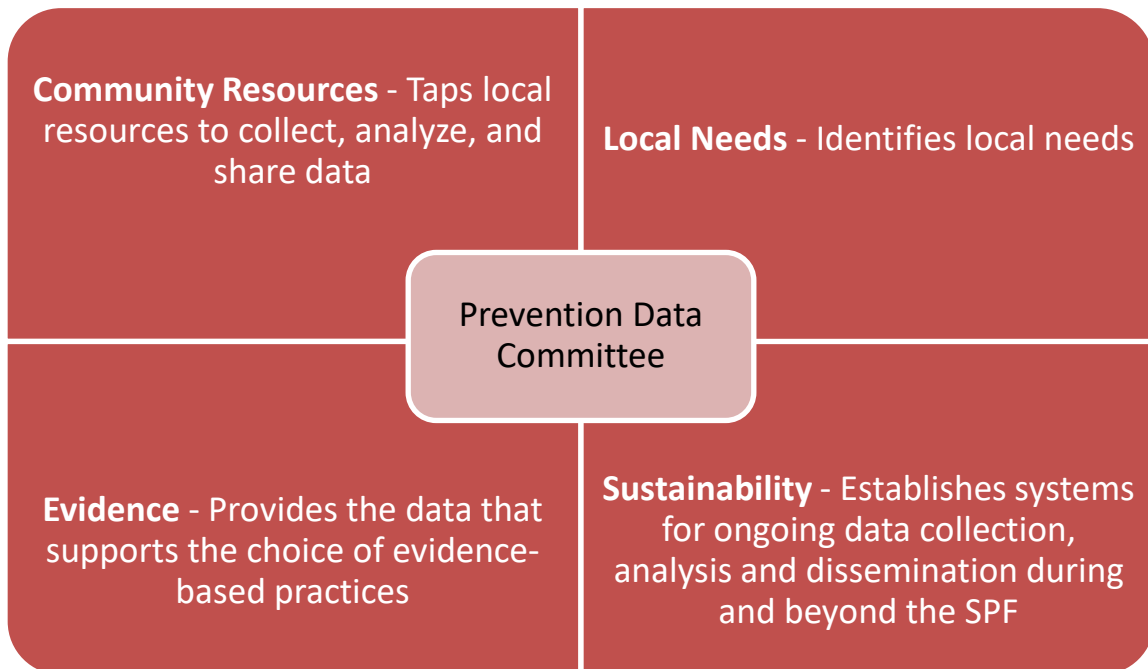 Community Resources - Taps local
resources to collect, analyze, and
share data
Local Needs - Identifies local needs
Prevention Data
Committee
Evidence - Provides the data that
supports the choice of evidence-
based practices
Sustainability - Establishes systems
for ongoing data collection,
analysis and dissemination during
and beyond the SPF